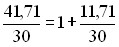 41,71/30 = 1 + 11,71/30